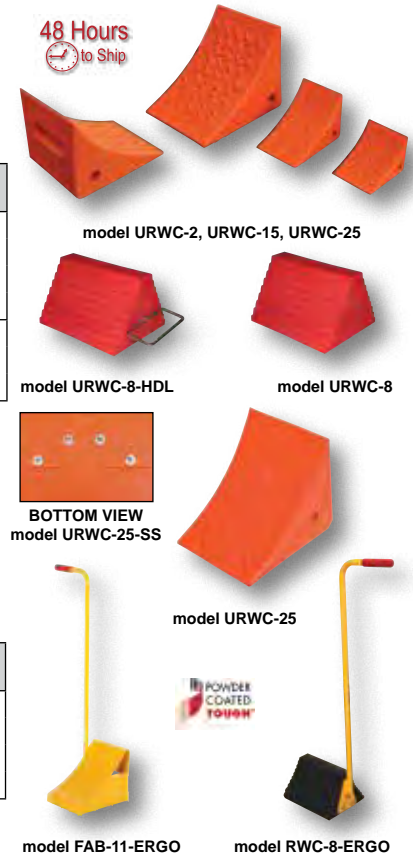 48 Hours
to Ship
model URWC-2, URWC-15, URWC-25
model URWC-8-HDL
model URWC-8
BOTTOM VIEW
model URWC-25-SS
model URWC-25
POWDER
COATED
TOUGH
model FAB-11-ERGO
model RWC-8-ERGO